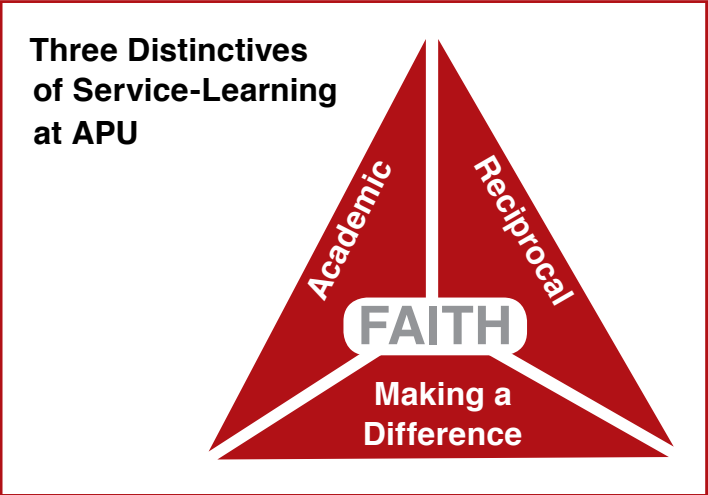 Three Distinctives
of Service-Learning
at APU
Academic
Reciprocal
FAITH
Making a
Difference